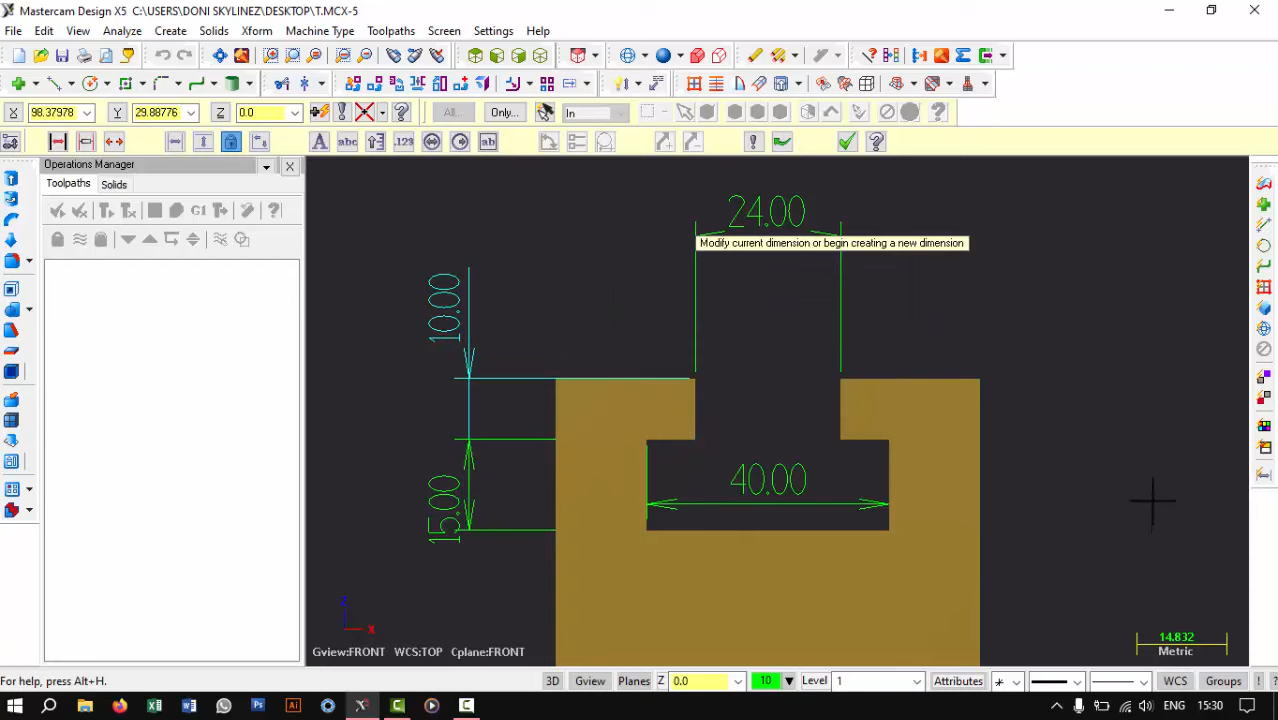 Mastercam Design X5 C:\USERS\DONI SKYLINEZ\DESKTOP\T.MCX-5
File Edit View Analyze Create Solids Xform Machine Type Toolpaths Screen Settings Help
X 98.37978 Y 29.88776 Z 0.0 All... Only... In
A abc .123 ab
Operations Manager
Toolpaths Solids
G1
24.00
Modify current dimension or begin creating a new dimension
10.00
40.00
15.00
Z
X
14.832
Metric
Gview:FRONT WCS:TOP Cplane:FRONT
For help, press Alt+H.
3D Gview Planes Z 0.0 10 Level 1 Attributes WCS Groups ! ?
ENG 15:30